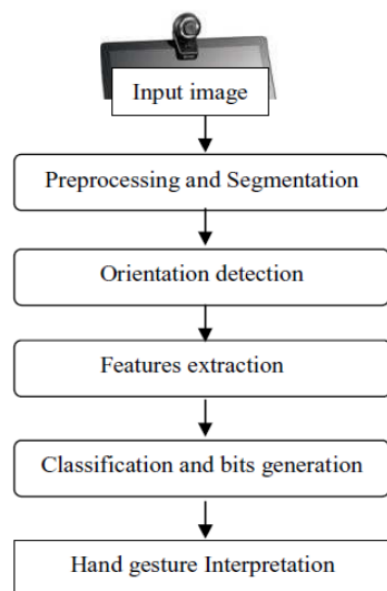 Input image
Preprocessing and Segmentation
Orientation detection
Features extraction
Classification and bits generation
Hand gesture Interpretation